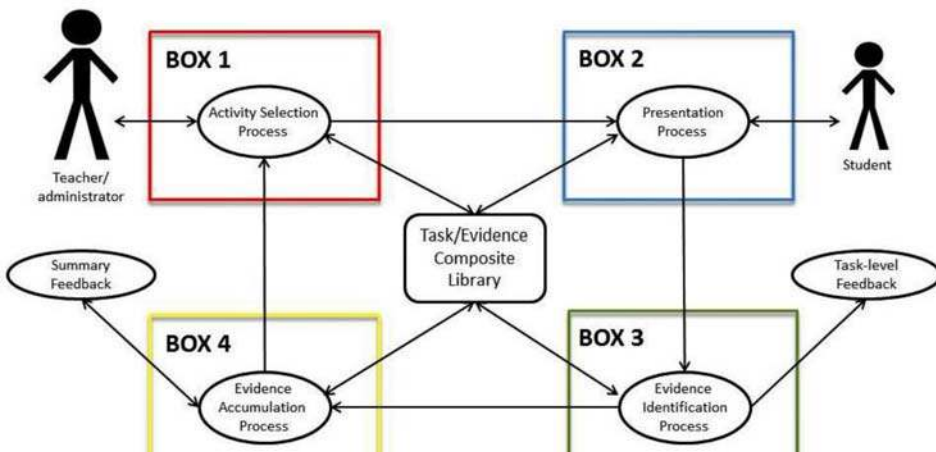 BOX 1
Activity Selection
Process
BOX 2
Presentation
Process
Teacher/
administrator
Student
Task/Evidence
Composite
Library
Summary
Feedback
Task-level
Feedback
BOX 4
Evidence
Accumulation
Process
BOX 3
Evidence
Identification
Process